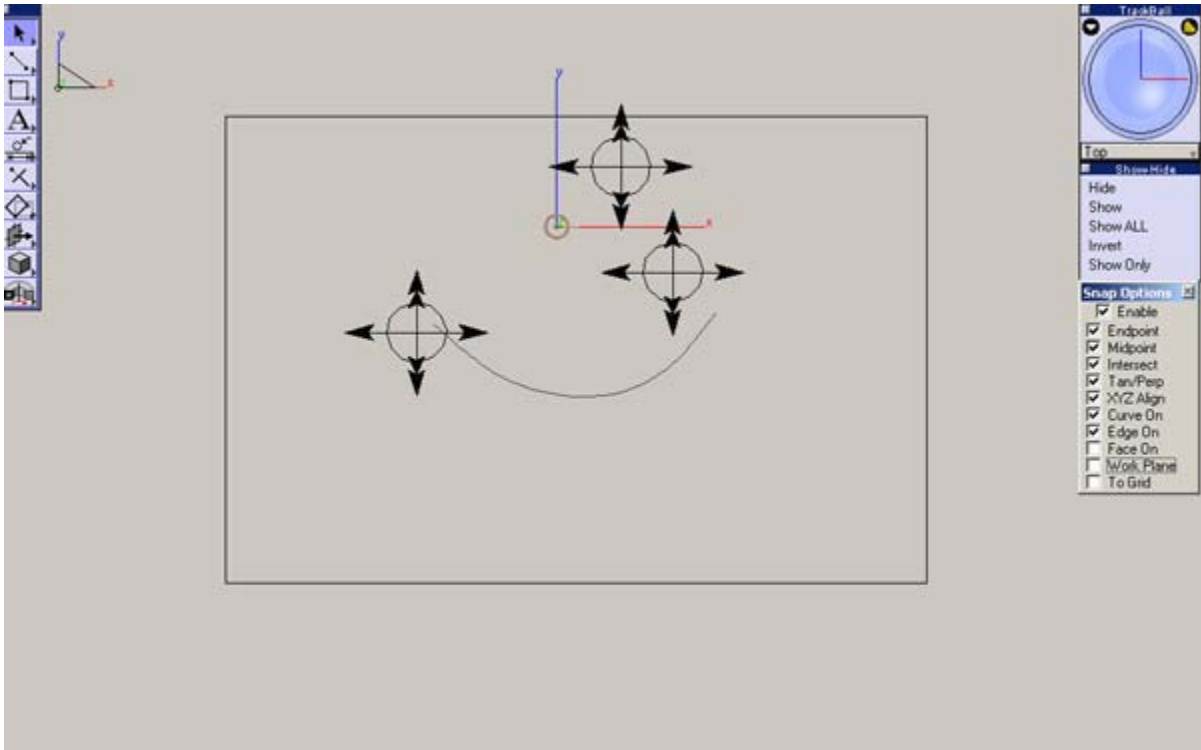 TrackBall
y
x
y
x
A
Top
Show-Hide
Hide
Show
Show ALL
Invert
Show Only
Snap Options
Enable
Endpoint
Midpoint
Intersect
Tan/Perp
XYZ Align
Curve On
Edge On
Face On
Work Plane
To Grid